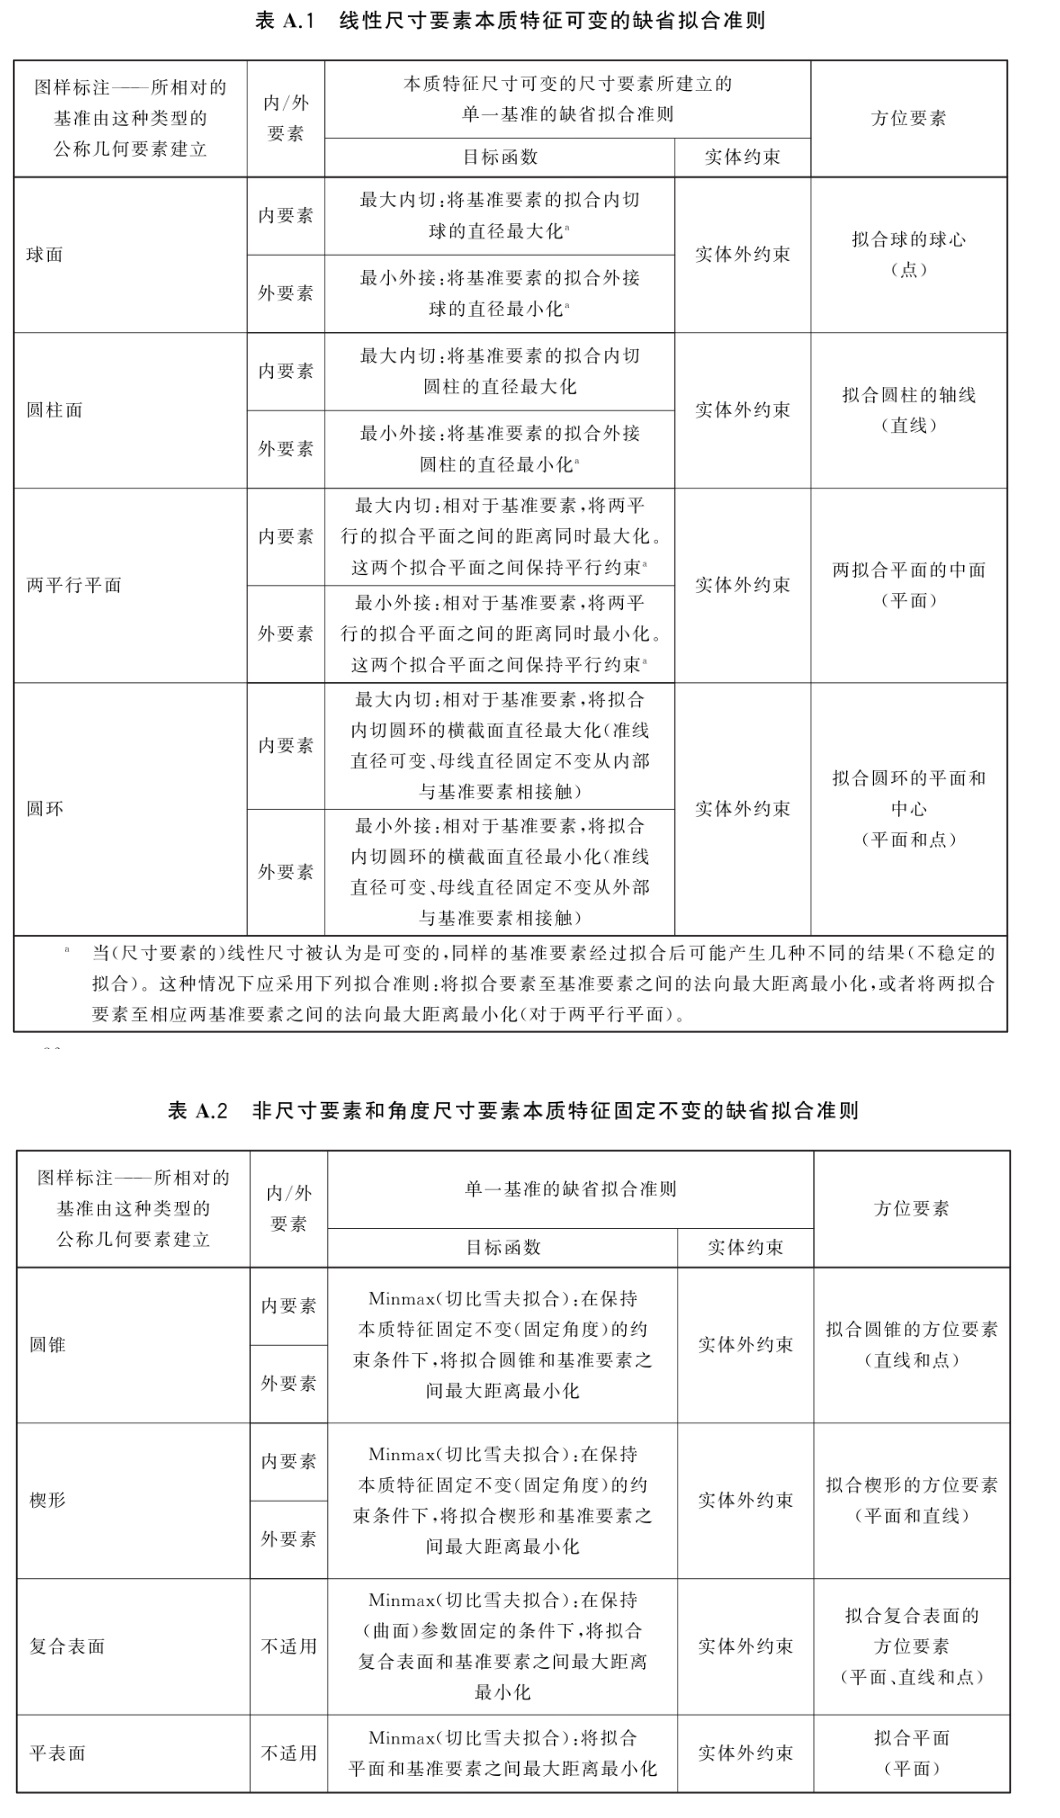 表 A.1 线性尺寸要素本质特征可变的缺省拟合准则
图样标注——所相对的
基准由这种类型的
公称几何要素建立
内/外
要素
本质特征尺寸可变的尺寸要素所建立的
单一基准的缺省拟合准则
方位要素
目标函数
实体约束
球面
内要素
最大内切:将基准要素的拟合内切
球的直径最大化a
外要素
最小外接:将基准要素的拟合外接
球的直径最小化a
实体外约束
拟合球的球心
(点)
圆柱面
内要素
最大内切:将基准要素的拟合内切
圆柱的直径最大化
外要素
最小外接:将基准要素的拟合外接
圆柱的直径最小化a
实体外约束
拟合圆柱的轴线
(直线)
两平行平面
内要素
最大内切:相对于基准要素,将两平
行的拟合平面之间的距离同时最大化。
这两个拟合平面之间保持平行约束a
外要素
最小外接:相对于基准要素,将两平
行的拟合平面之间的距离同时最小化。
这两个拟合平面之间保持平行约束a
实体外约束
两拟合平面的中面
(平面)
圆环
内要素
最大内切:相对于基准要素,将拟合
内切圆环的横截面直径最大化(准线
直径可变、母线直径固定不变从内部
与基准要素相接触)
外要素
最小外接:相对于基准要素,将拟合
内切圆环的横截面直径最小化(准线
直径可变、母线直径固定不变从外部
与基准要素相接触)
实体外约束
拟合圆环的平面和
中心
(平面和点)
a 当(尺寸要素的)线性尺寸被认为是可变的,同样的基准要素经过拟合后可能产生几种不同的结果(不稳定的
拟合)。这种情况下应采用下列拟合准则:将拟合要素至基准要素之间的法向最大距离最小化,或者将两拟合
要素至相应两基准要素之间的法向最大距离最小化(对于两平行平面)。
表 A.2 非尺寸要素和角度尺寸要素本质特征固定不变的缺省拟合准则
图样标注——所相对的
基准由这种类型的
公称几何要素建立
内/外
要素
单一基准的缺省拟合准则
方位要素
目标函数
实体约束
圆锥
内要素
外要素
Minmax(切比雪夫拟合):在保持
本质特征固定不变(固定角度)的约
束条件下,将拟合圆锥和基准要素之
间最大距离最小化
实体外约束
拟合圆锥的方位要素
(直线和点)
楔形
内要素
外要素
Minmax(切比雪夫拟合):在保持
本质特征固定不变(固定角度)的约
束条件下,将拟合楔形和基准要素之
间最大距离最小化
实体外约束
拟合楔形的方位要素
(平面和直线)
复合表面
不适用
Minmax(切比雪夫拟合):在保持
(曲面)参数固定的条件下,将拟合
复合表面和基准要素之间最大距离
最小化
实体外约束
拟合复合表面的
方位要素
(平面、直线和点)
平表面
不适用
Minmax(切比雪夫拟合):将拟合
平面和基准要素之间最大距离最小化
实体外约束
拟合平面
(平面)